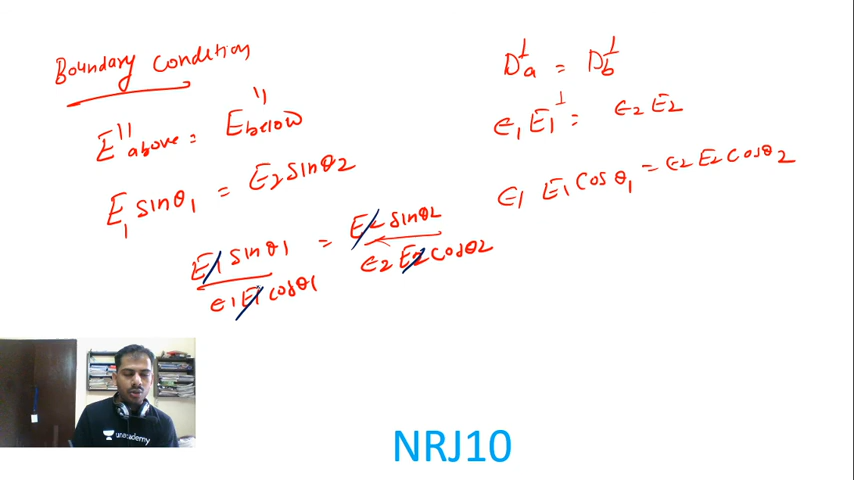 Boundary condition
E"above = E"below
E1 sinθ1 = E2 sinθ2
E1 sinθ1 / ϵ1 E1 cosθ1 = E2 sinθ2 / ϵ2 E2 cosθ2
D⊥a = D⊥b
ϵ1 E1⊥ = ϵ2 E2
ϵ1 E1 cosθ1 = ϵ2 E2 cosθ2
unacademy
NRJ10